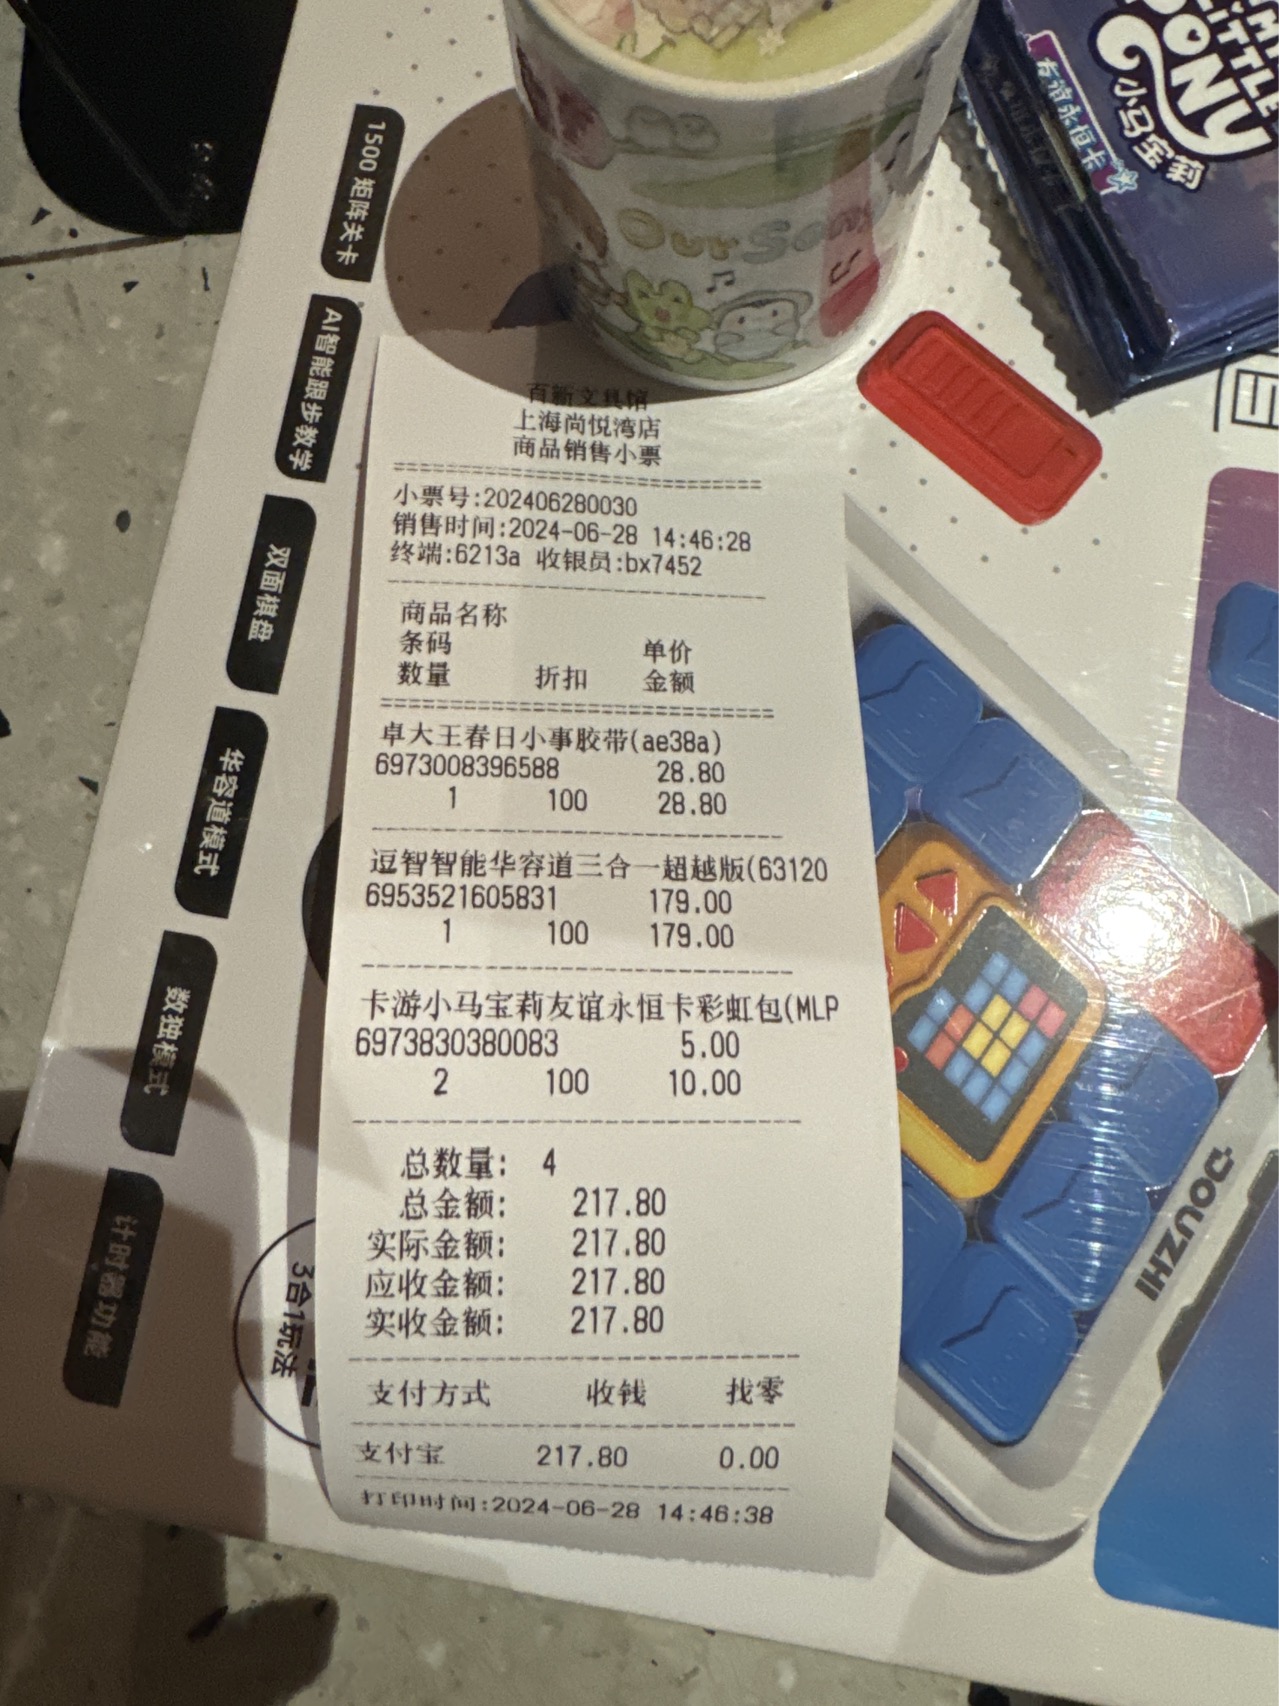 1500 矩阵关卡
AI智能跟步教学
双面棋盘
华容道模式
数独模式
计时器功能
3合1玩法
LITTLE
PONY
小马宝莉
友谊永恒卡
百新文具馆
上海尚悦湾店
商品销售小票
小票号:202406280030
销售时间:2024-06-28 14:46:28
终端:6213a 收银员:bx7452
商品名称
条码 单价
数量 折扣 金额
卓大王春日小事胶带(ae38a)
6973008396588 28.80
1 100 28.80
逗智智能华容道三合一超越版(63120
6953521605831 179.00
1 100 179.00
卡游小马宝莉友谊永恒卡彩虹包(MLP
6973830380083 5.00
2 100 10.00
总数量: 4
总金额: 217.80
实际金额: 217.80
应收金额: 217.80
实收金额: 217.80
支付方式 收钱 找零
支付宝 217.80 0.00
打印时间:2024-06-28 14:46:38
DOUZHI